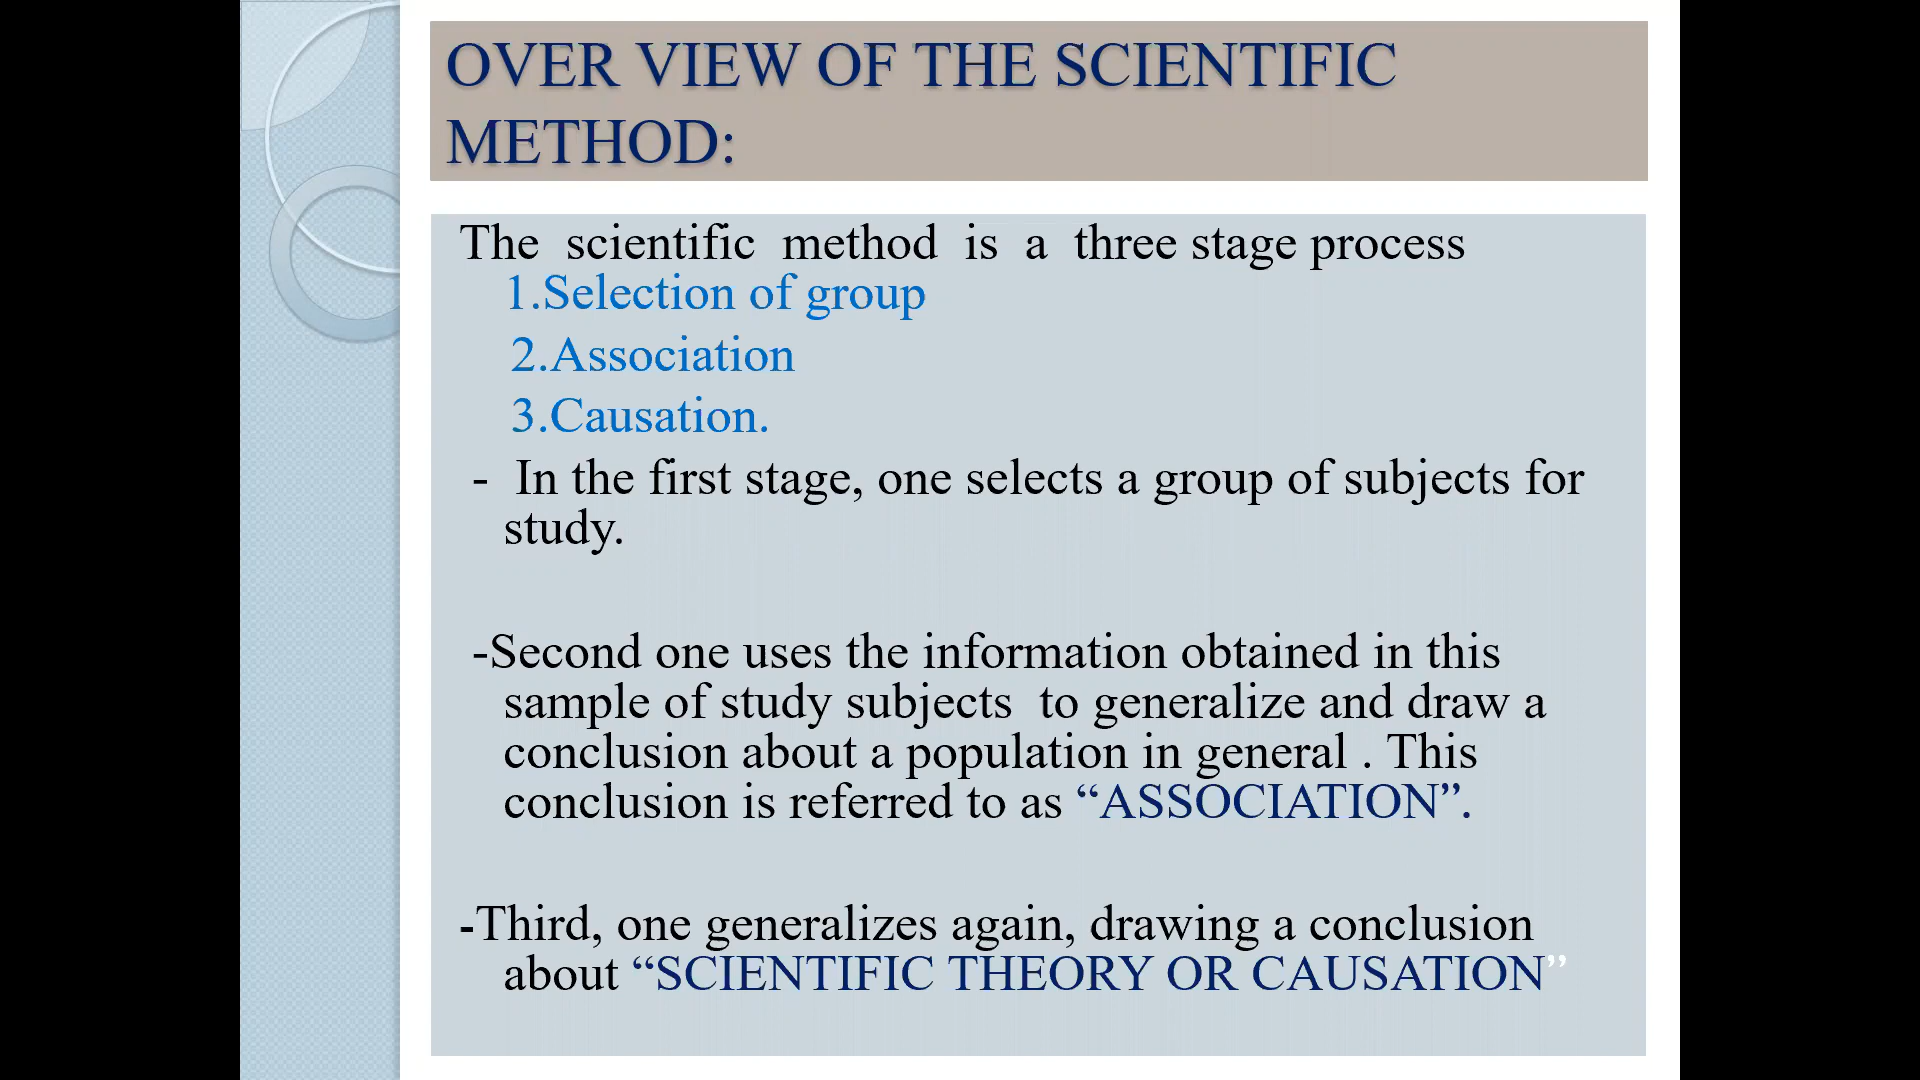 OVER VIEW OF THE SCIENTIFIC
METHOD:
The scientific method is a three stage process
1.Selection of group
2.Association
3.Causation.
- In the first stage, one selects a group of subjects for
study.
-Second one uses the information obtained in this
sample of study subjects to generalize and draw a
conclusion about a population in general . This
conclusion is referred to as “ASSOCIATION”.
-Third, one generalizes again, drawing a conclusion
about “SCIENTIFIC THEORY OR CAUSATION”